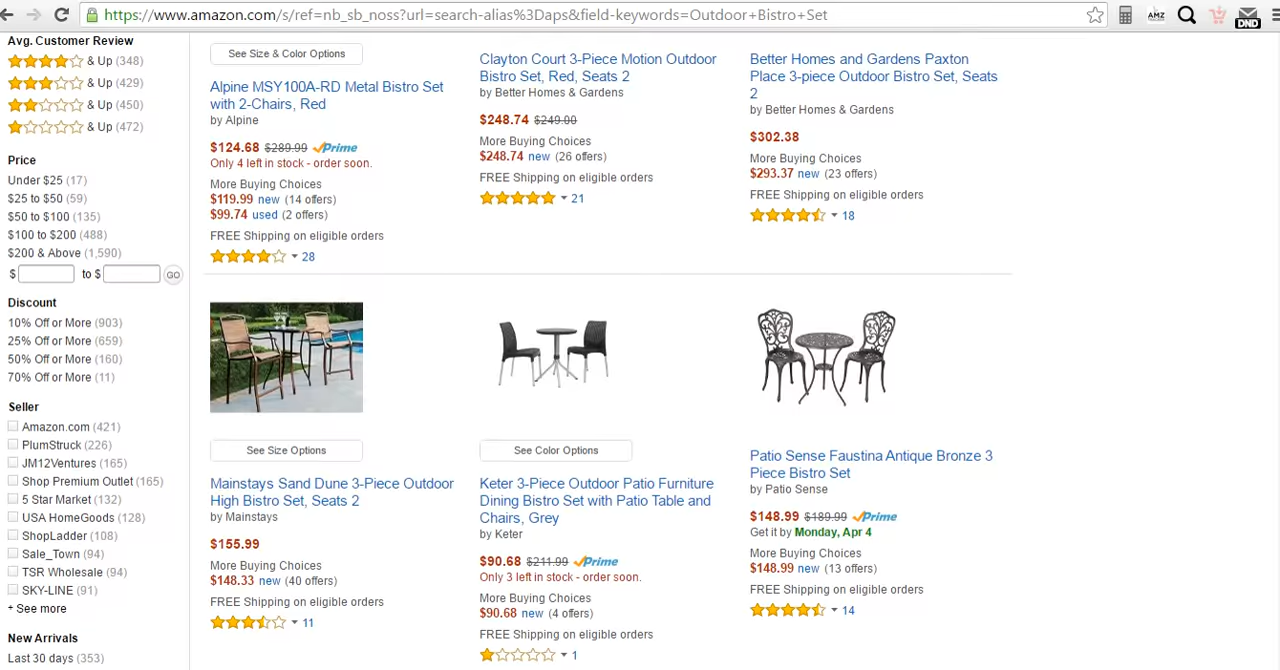 https://www.amazon.com/s/ref=nb_sb_noss?url=search-alias%3Daps&field-keywords=Outdoor+Bistro+Set
AMZ
DND
Avg. Customer Review
& Up (348)
& Up (429)
& Up (450)
& Up (472)
Price
Under $25 (17)
$25 to $50 (59)
$50 to $100 (135)
$100 to $200 (488)
$200 & Above (1,590)
$ to $ GO
Discount
10% Off or More (903)
25% Off or More (659)
50% Off or More (160)
70% Off or More (11)
Seller
Amazon.com (421)
PlumStruck (226)
JM12Ventures (165)
Shop Premium Outlet (165)
5 Star Market (132)
USA HomeGoods (128)
ShopLadder (108)
Sale_Town (94)
TSR Wholesale (94)
SKY-LINE (91)
+ See more
New Arrivals
Last 30 days (353)
See Size & Color Options
Alpine MSY100A-RD Metal Bistro Set
with 2-Chairs, Red
by Alpine
$124.68 $289.99 Prime
Only 4 left in stock - order soon.
More Buying Choices
$119.99 new (14 offers)
$99.74 used (2 offers)
FREE Shipping on eligible orders
28
Clayton Court 3-Piece Motion Outdoor
Bistro Set, Red, Seats 2
by Better Homes & Gardens
$248.74 $249.00
More Buying Choices
$248.74 new (26 offers)
FREE Shipping on eligible orders
21
Better Homes and Gardens Paxton
Place 3-piece Outdoor Bistro Set, Seats
2
by Better Homes & Gardens
$302.38
More Buying Choices
$293.37 new (23 offers)
FREE Shipping on eligible orders
18
See Size Options
Mainstays Sand Dune 3-Piece Outdoor
High Bistro Set, Seats 2
by Mainstays
$155.99
More Buying Choices
$148.33 new (40 offers)
FREE Shipping on eligible orders
11
See Color Options
Keter 3-Piece Outdoor Patio Furniture
Dining Bistro Set with Patio Table and
Chairs, Grey
by Keter
$90.68 $211.99 Prime
Only 3 left in stock - order soon.
More Buying Choices
$90.68 new (4 offers)
FREE Shipping on eligible orders
1
Patio Sense Faustina Antique Bronze 3
Piece Bistro Set
by Patio Sense
$148.99 $189.99 Prime
Get it by Monday, Apr 4
More Buying Choices
$148.99 new (13 offers)
FREE Shipping on eligible orders
14